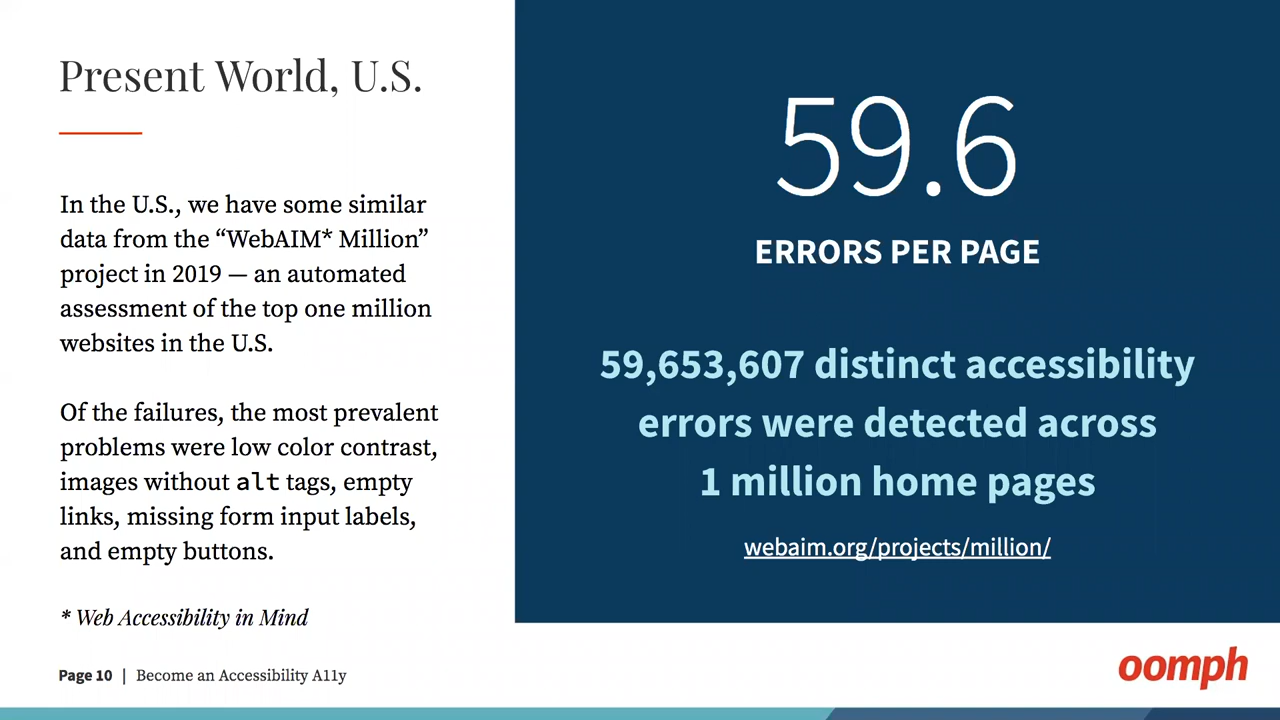 Present World, U.S.
In the U.S., we have some similar
data from the “WebAIM* Million”
project in 2019 — an automated
assessment of the top one million
websites in the U.S.
Of the failures, the most prevalent
problems were low color contrast,
images without alt tags, empty
links, missing form input labels,
and empty buttons.
* Web Accessibility in Mind
59.6
ERRORS PER PAGE
59,653,607 distinct accessibility
errors were detected across
1 million home pages
webaim.org/projects/million/
Page 10 | Become an Accessibility A11y
oomph